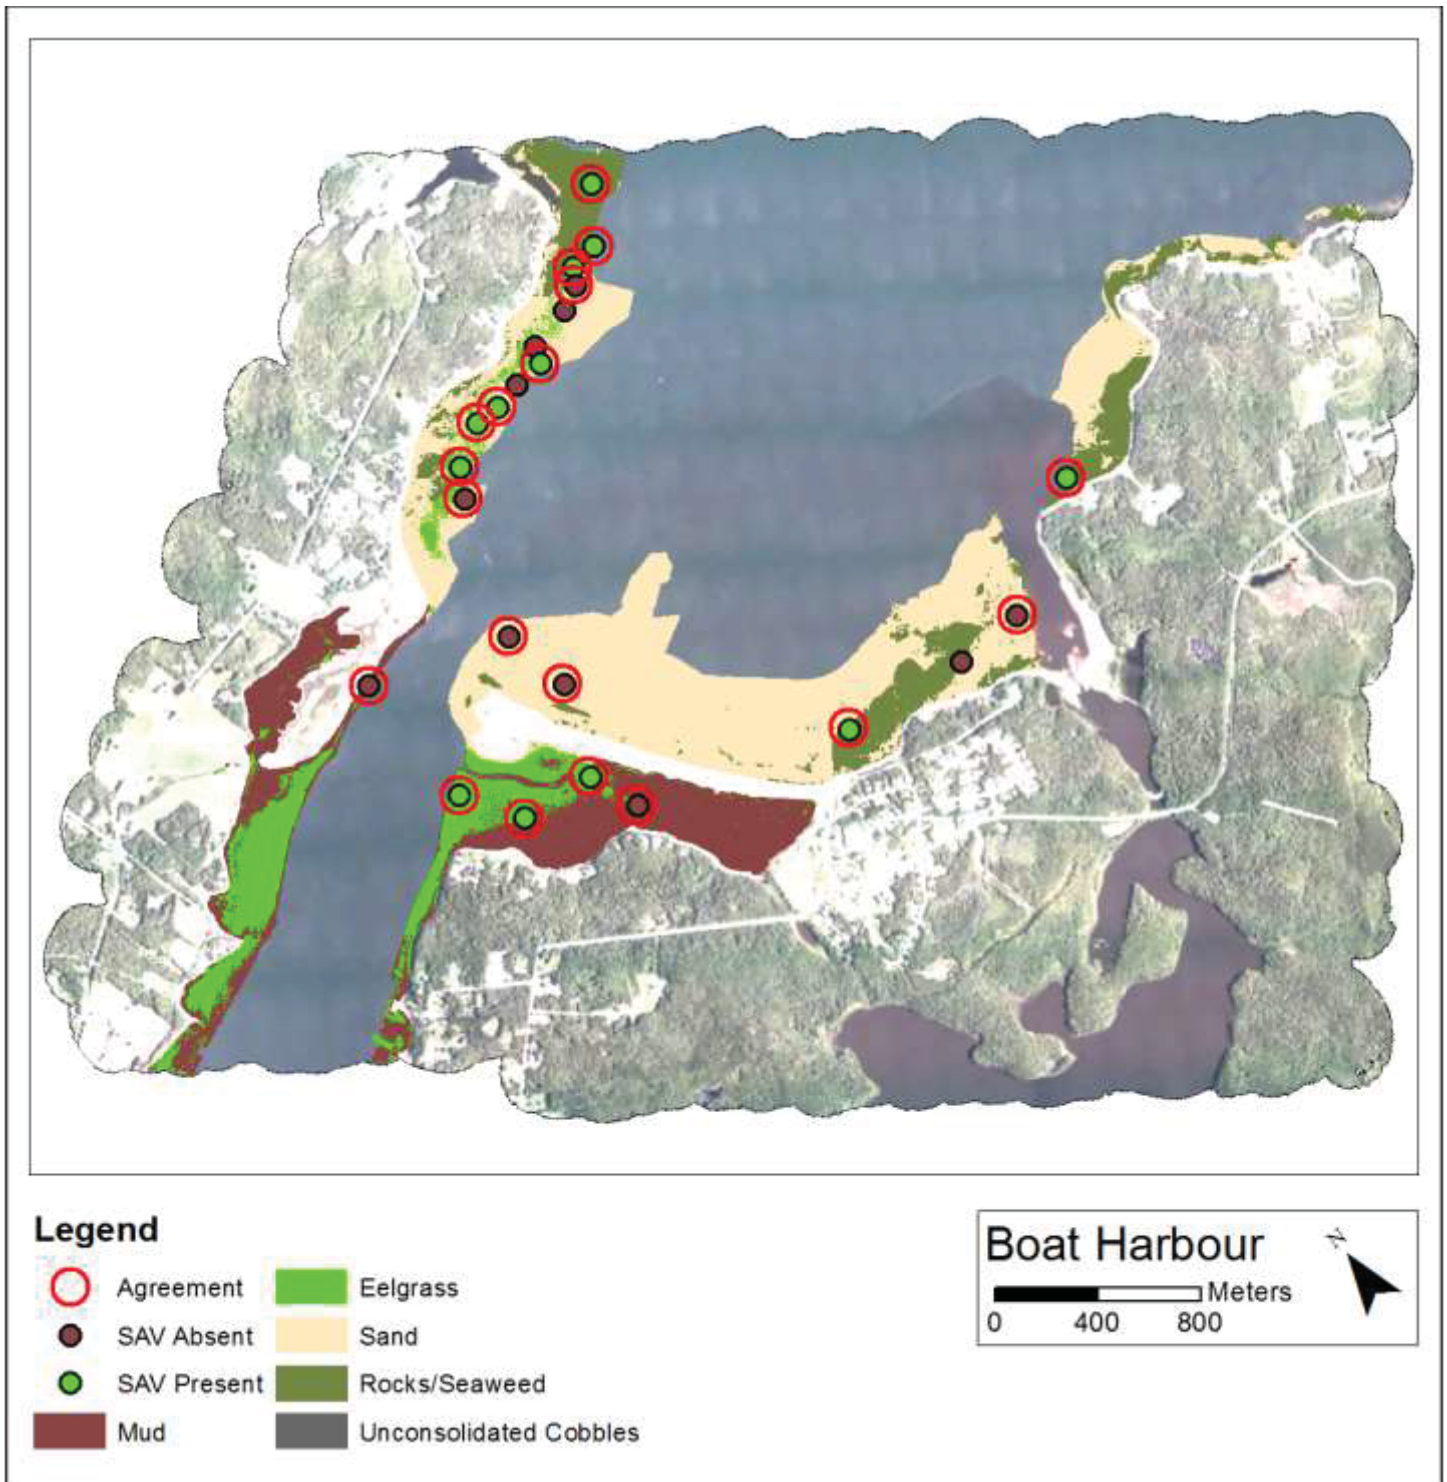 Legend
Agreement
SAV Absent
SAV Present
Mud
Eelgrass
Sand
Rocks/Seaweed
Unconsolidated Cobbles
Boat Harbour
N
Meters
0 400 800